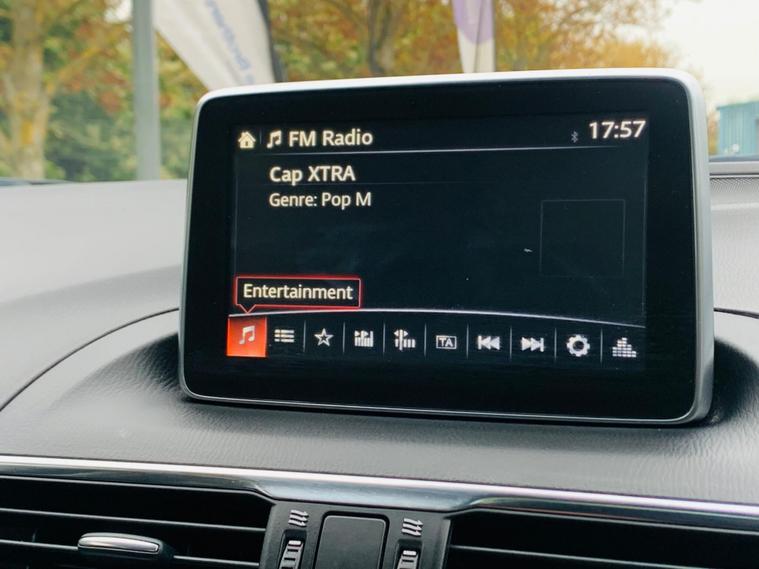 FM Radio
17:57
Cap XTRA
Genre: Pop M
Entertainment
TA